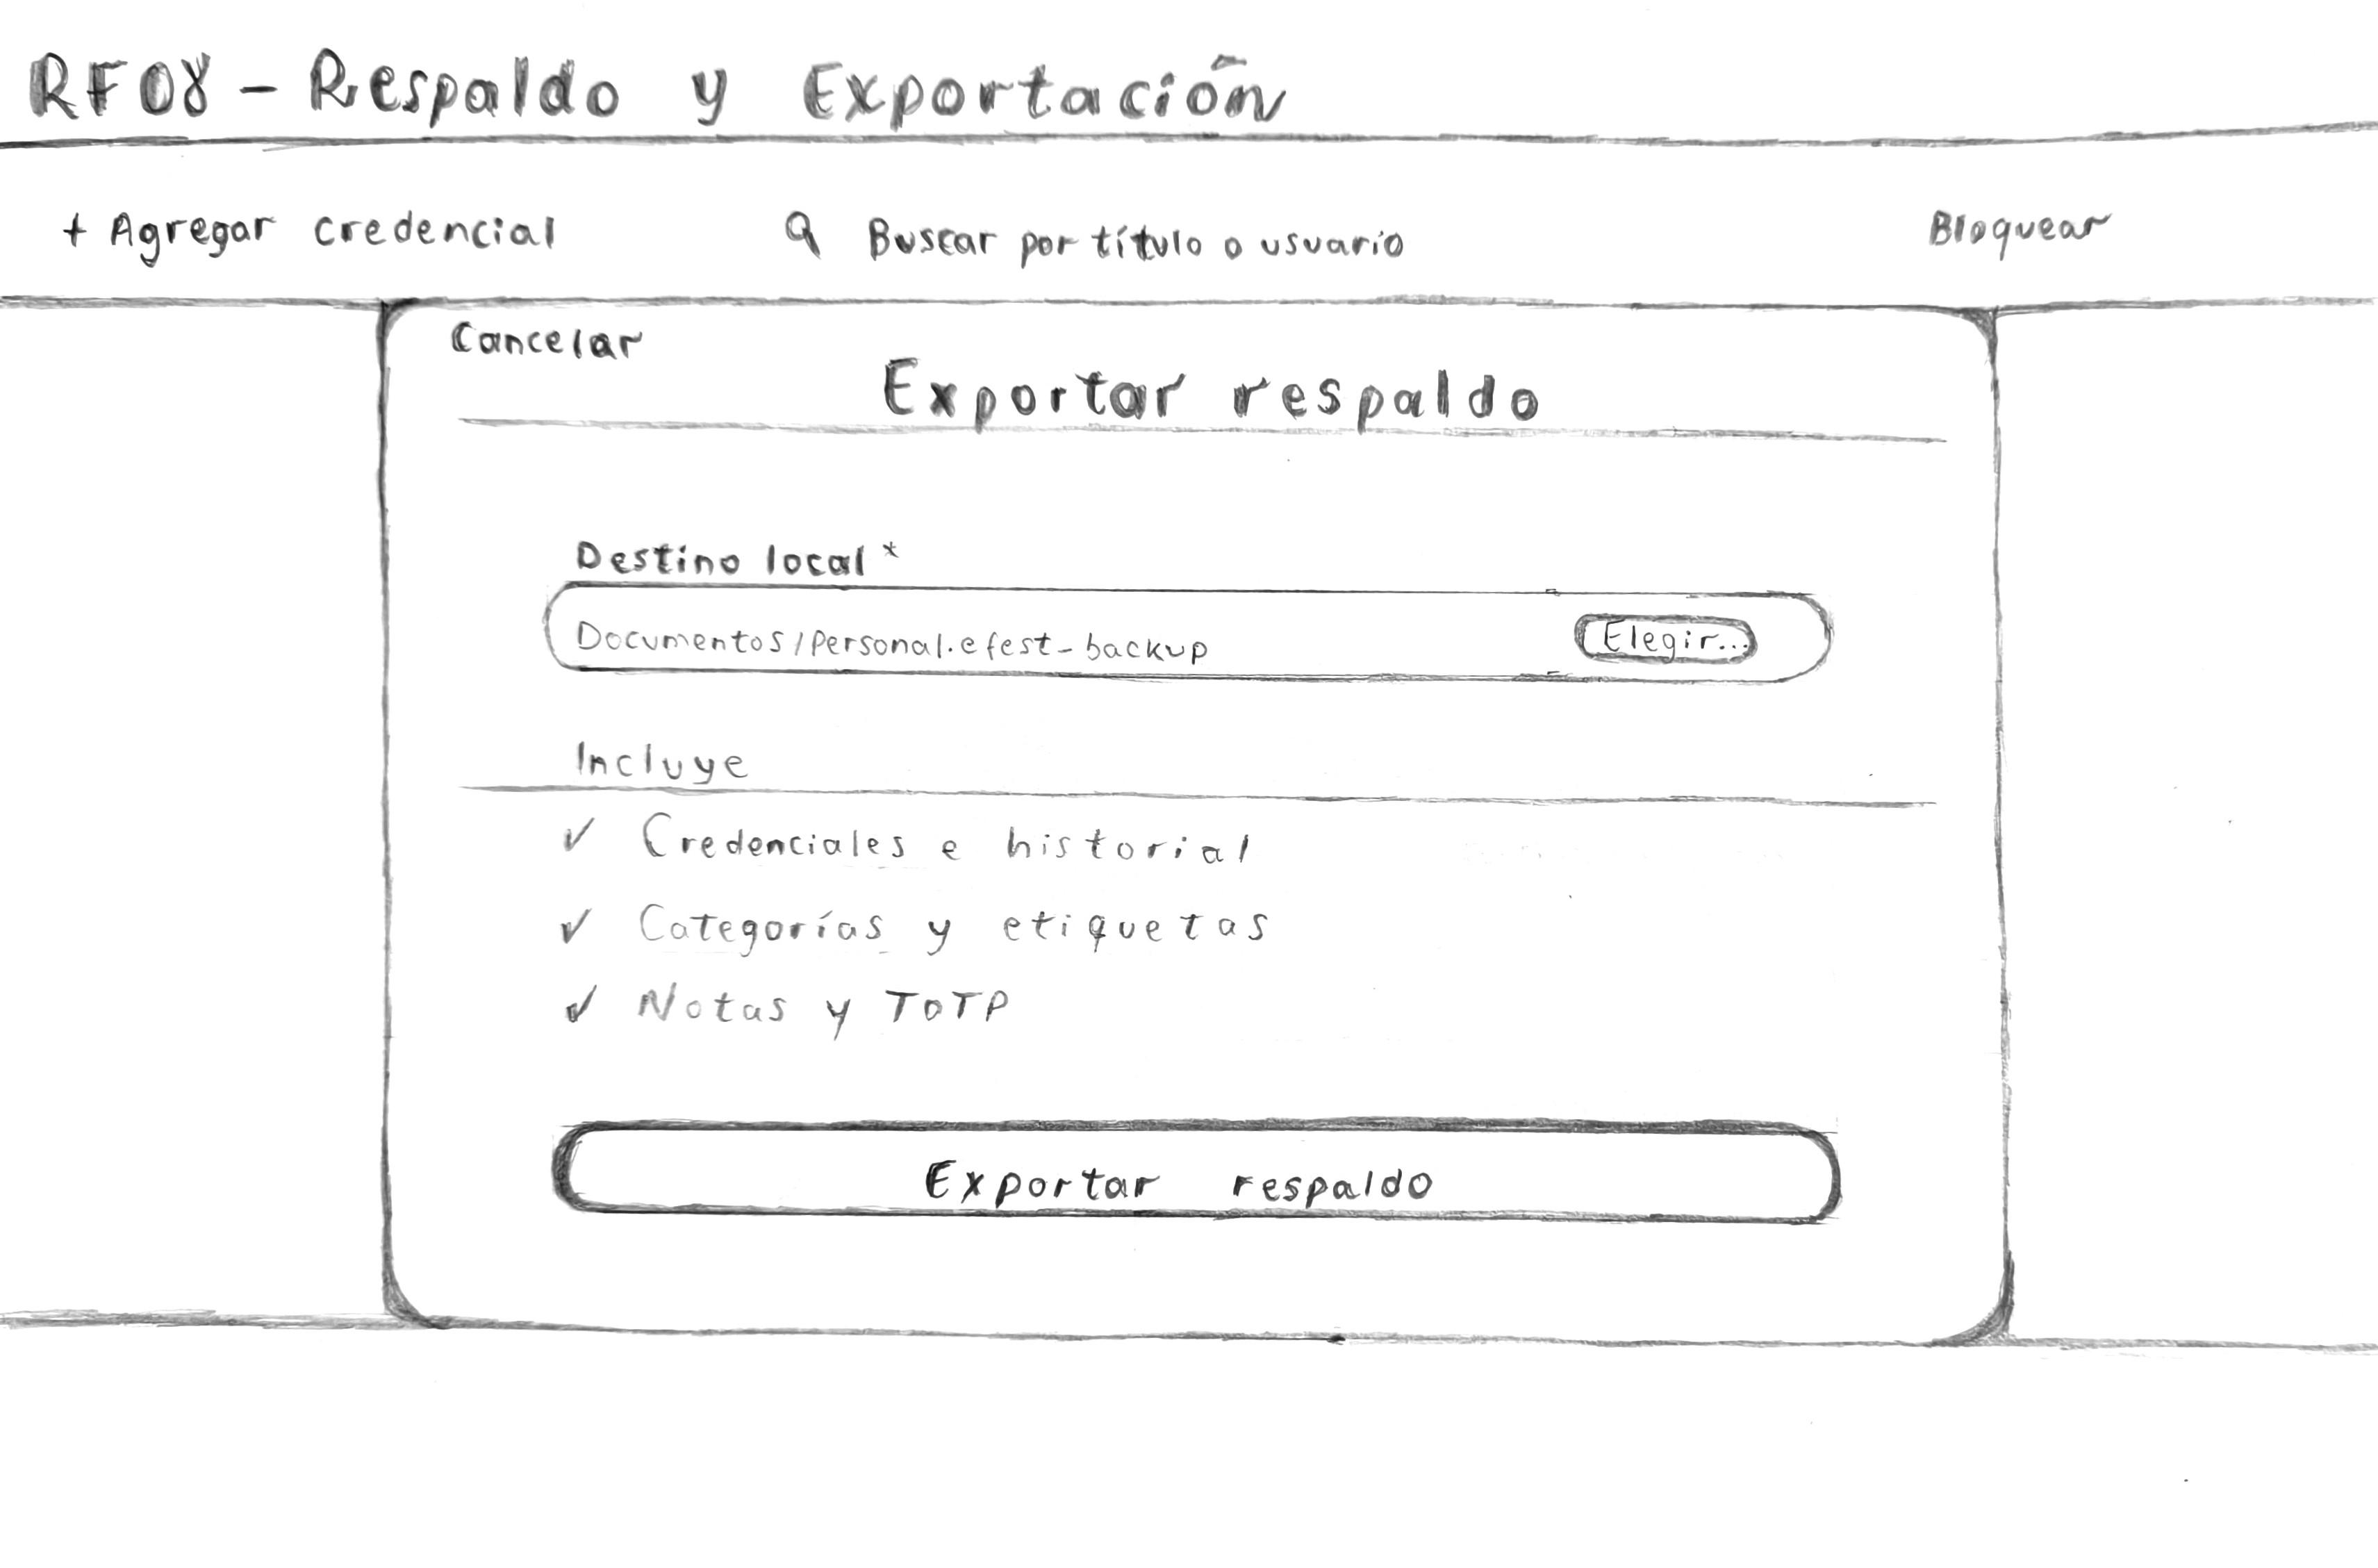 RF08 - Respaldo y Exportación
+ Agregar credencial
Buscar por título o usuario
Bloquear
Cancelar
Exportar respaldo
Destino local *
Documentos/Personal.efest-backup
Elegir...
Incluye
✓ Credenciales e historial
✓ Categorías y etiquetas
✓ Notas y TOTP
Exportar respaldo